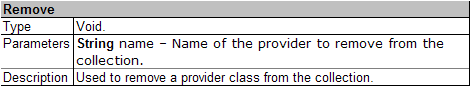 Remove
Type Void.
Parameters String name – Name of the provider to remove from the
collection.
Description Used to remove a provider class from the collection.